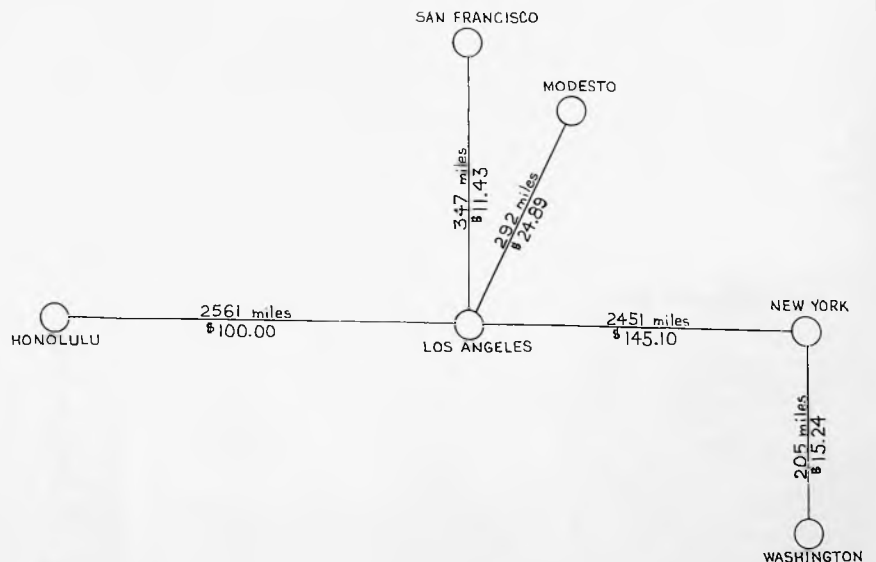 SAN FRANCISCO
MODESTO
347 miles
$11.43
292 miles
$24.89
2561 miles
$100.00
HONOLULU
LOS ANGELES
2451 miles
$145.10
NEW YORK
205 miles
$15.24
WASHINGTON